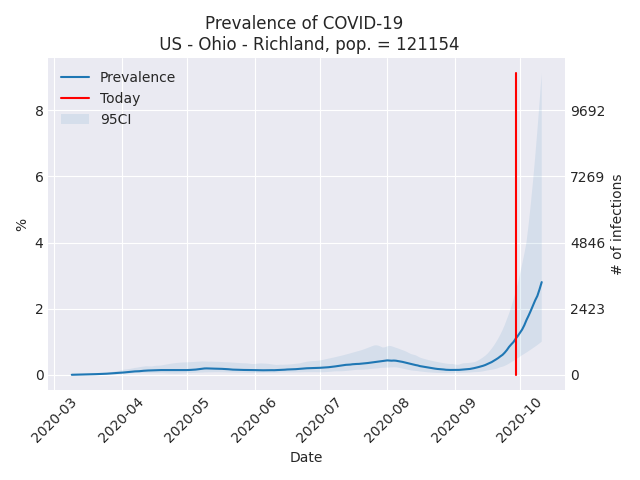 Prevalence of COVID-19
US - Ohio - Richland, pop. = 121154
Prevalence
Today
95CI
8
6
4
2
0
%
9692
7269
4846
2423
0
# of infections
2020-03
2020-04
2020-05
2020-06
2020-07
2020-08
2020-09
2020-10
Date